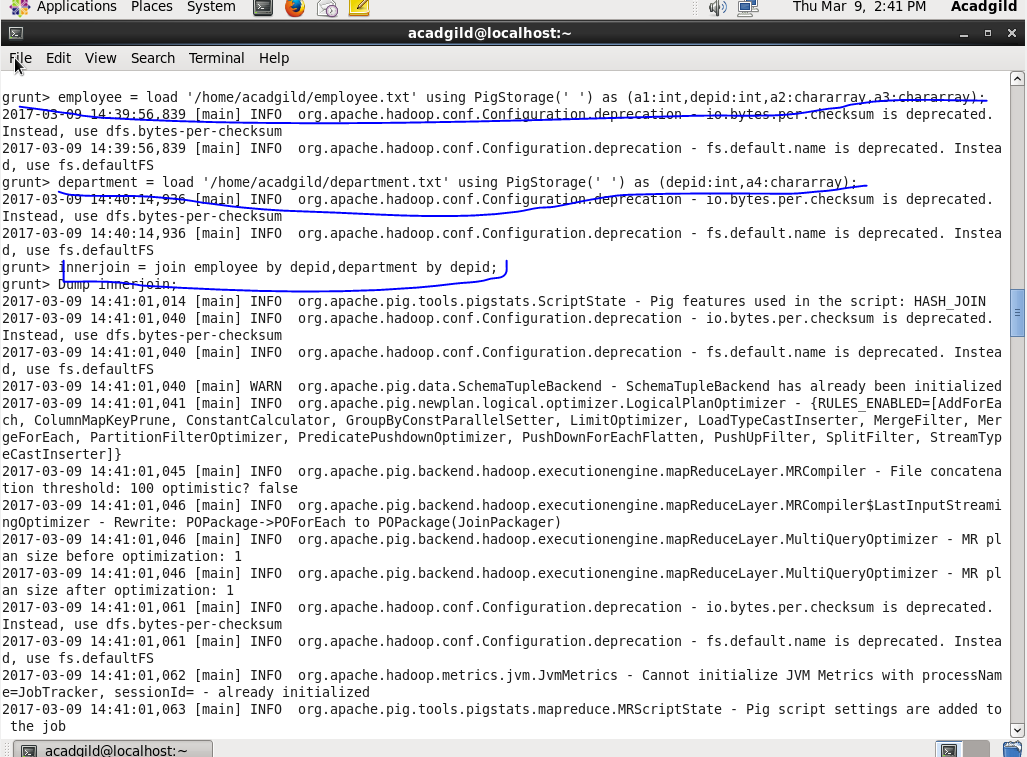 Applications Places System Thu Mar 9, 2:41 PM Acadgild
acadgild@localhost:~
File Edit View Search Terminal Help
grunt> employee = load '/home/acadgild/employee.txt' using PigStorage(' ') as (a1:int,depid:int,a2:chararray,a3:chararray);
2017-03-09 14:39:56,839 [main] INFO  org.apache.hadoop.conf.Configuration.deprecation - io.bytes.per.checksum is deprecated.
Instead, use dfs.bytes-per-checksum
2017-03-09 14:39:56,839 [main] INFO  org.apache.hadoop.conf.Configuration.deprecation - fs.default.name is deprecated. Instea
d, use fs.defaultFS
grunt> department = load '/home/acadgild/department.txt' using PigStorage(' ') as (depid:int,a4:chararray);
2017-03-09 14:40:14,936 [main] INFO  org.apache.hadoop.conf.Configuration.deprecation - io.bytes.per.checksum is deprecated.
Instead, use dfs.bytes-per-checksum
2017-03-09 14:40:14,936 [main] INFO  org.apache.hadoop.conf.Configuration.deprecation - fs.default.name is deprecated. Instea
d, use fs.defaultFS
grunt> innerjoin = join employee by depid,department by depid;
grunt> Dump innerjoin;
2017-03-09 14:41:01,014 [main] INFO  org.apache.pig.tools.pigstats.ScriptState - Pig features used in the script: HASH_JOIN
2017-03-09 14:41:01,040 [main] INFO  org.apache.hadoop.conf.Configuration.deprecation - io.bytes.per.checksum is deprecated.
Instead, use dfs.bytes-per-checksum
2017-03-09 14:41:01,040 [main] INFO  org.apache.hadoop.conf.Configuration.deprecation - fs.default.name is deprecated. Instea
d, use fs.defaultFS
2017-03-09 14:41:01,040 [main] WARN  org.apache.pig.data.SchemaTupleBackend - SchemaTupleBackend has already been initialized
2017-03-09 14:41:01,041 [main] INFO  org.apache.pig.newplan.logical.optimizer.LogicalPlanOptimizer - {RULES_ENABLED=[AddForEa
ch, ColumnMapKeyPrune, ConstantCalculator, GroupByConstParallelSetter, LimitOptimizer, LoadTypeCastInserter, MergeFilter, Mer
geForEach, PartitionFilterOptimizer, PredicatePushdownOptimizer, PushDownForEachFlatten, PushUpFilter, SplitFilter, StreamTyp
eCastInserter]}
2017-03-09 14:41:01,045 [main] INFO  org.apache.pig.backend.hadoop.executionengine.mapReduceLayer.MRCompiler - File concatena
tion threshold: 100 optimistic? false
2017-03-09 14:41:01,046 [main] INFO  org.apache.pig.backend.hadoop.executionengine.mapReduceLayer.MRCompiler$LastInputStreami
ngOptimizer - Rewrite: POPackage->POForEach to POPackage(JoinPackager)
2017-03-09 14:41:01,046 [main] INFO  org.apache.pig.backend.hadoop.executionengine.mapReduceLayer.MultiQueryOptimizer - MR pl
an size before optimization: 1
2017-03-09 14:41:01,046 [main] INFO  org.apache.pig.backend.hadoop.executionengine.mapReduceLayer.MultiQueryOptimizer - MR pl
an size after optimization: 1
2017-03-09 14:41:01,061 [main] INFO  org.apache.hadoop.conf.Configuration.deprecation - io.bytes.per.checksum is deprecated.
Instead, use dfs.bytes-per-checksum
2017-03-09 14:41:01,061 [main] INFO  org.apache.hadoop.conf.Configuration.deprecation - fs.default.name is deprecated. Instea
d, use fs.defaultFS
2017-03-09 14:41:01,062 [main] INFO  org.apache.hadoop.metrics.jvm.JvmMetrics - Cannot initialize JVM Metrics with processNam
e=JobTracker, sessionId= - already initialized
2017-03-09 14:41:01,063 [main] INFO  org.apache.pig.tools.pigstats.mapreduce.MRScriptState - Pig script settings are added to
 the job
acadgild@localhost:~